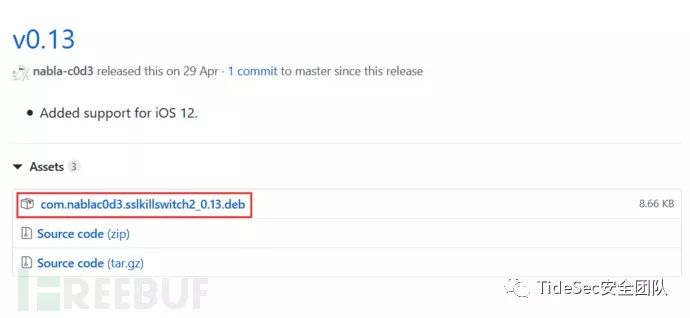 v0.13
nabla-c0d3 released this on 29 Apr · 1 commit to master since this release
• Added support for iOS 12.
Assets 3
com.nablac0d3.sslkillswitch2_0.13.deb 8.66 KB
Source code (zip)
Source code (tar.gz)
FREEBUF
TideSec安全团队